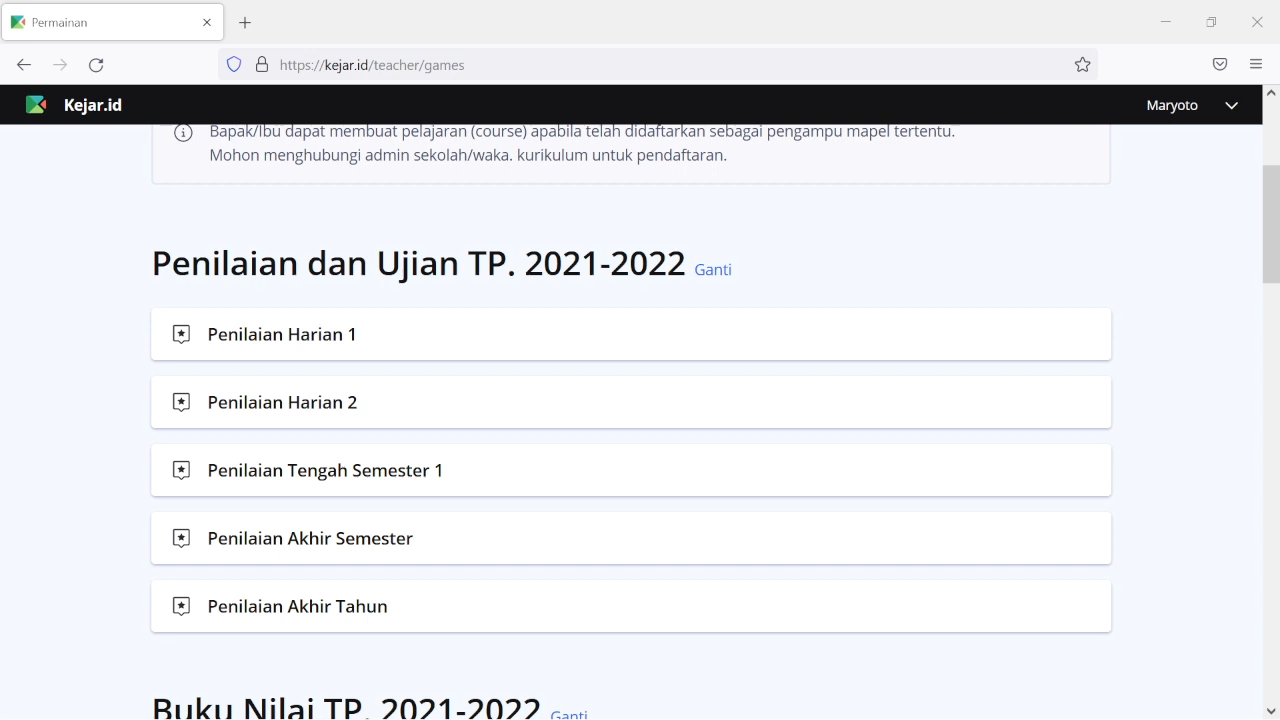 Permainan
https://kejar.id/teacher/games
Kejar.id
Maryoto
Bapak/Ibu dapat membuat pelajaran (course) apabila telah didaftarkan sebagai pengampu mapel tertentu.
Mohon menghubungi admin sekolah/waka. kurikulum untuk pendaftaran.
Penilaian dan Ujian TP. 2021-2022 Ganti
Penilaian Harian 1
Penilaian Harian 2
Penilaian Tengah Semester 1
Penilaian Akhir Semester
Penilaian Akhir Tahun
Buku Nilai TP. 2021-2022 Ganti